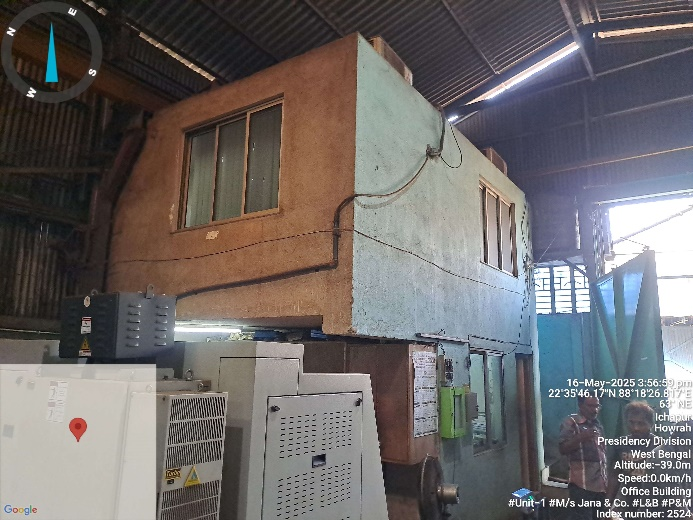 N
E
S
W
16-May-2025 3:56:59 pm
22°35'46.17"N 88°18'26.817"E
63° NE
Ichapur
Howrah
Presidency Division
West Bengal
Altitude:-39.0m
Speed:0.0km/h
Office Building
#Unit-1 #M/s Jana & Co. #L&B #P&M
Index number: 2524
Google